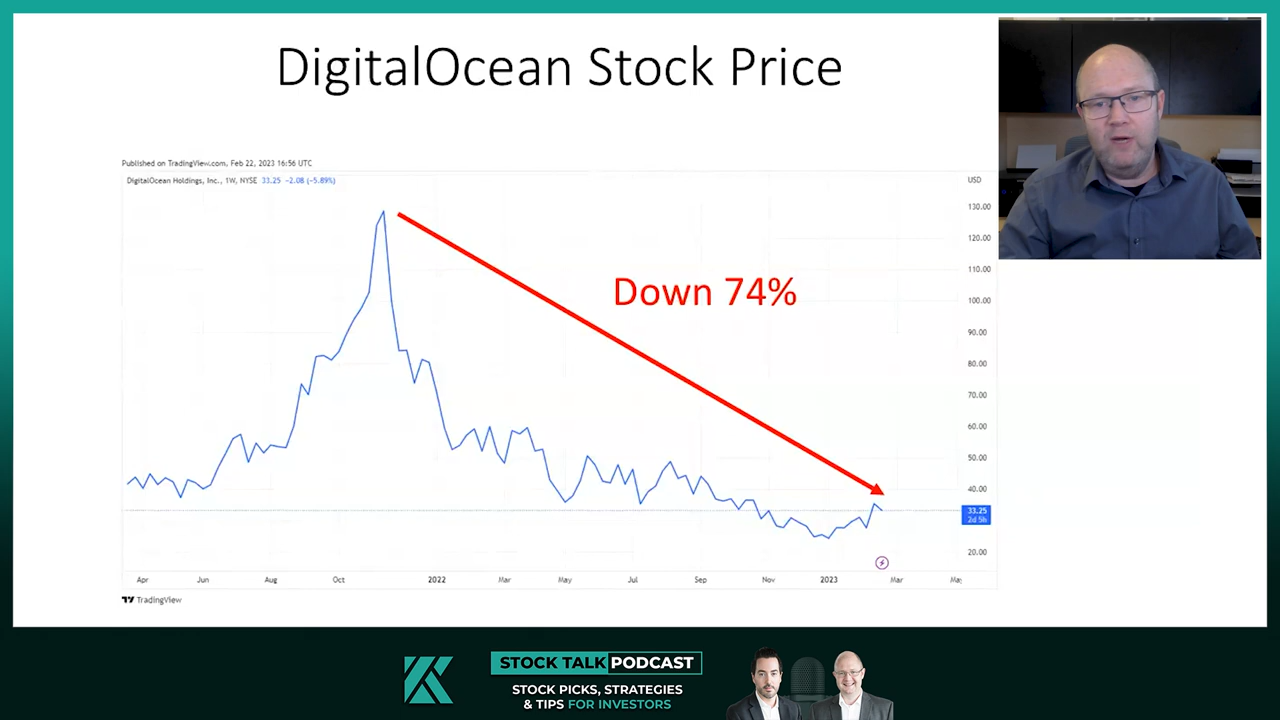 DigitalOcean Stock Price
Published on TradingView.com, Feb 22, 2023 16:56 UTC
DigitalOcean Holdings, Inc., 1W, NYSE 33.25 −2.08 (−5.89%)
USD
130.00
120.00
110.00
100.00
90.00
80.00
70.00
60.00
50.00
40.00
33.25
2d 5h
20.00
Down 74%
Apr Jun Aug Oct 2022 Mar May Jul Sep Nov 2023 Mar May
TradingView
STOCK TALK PODCAST
STOCK PICKS, STRATEGIES
& TIPS FOR INVESTORS